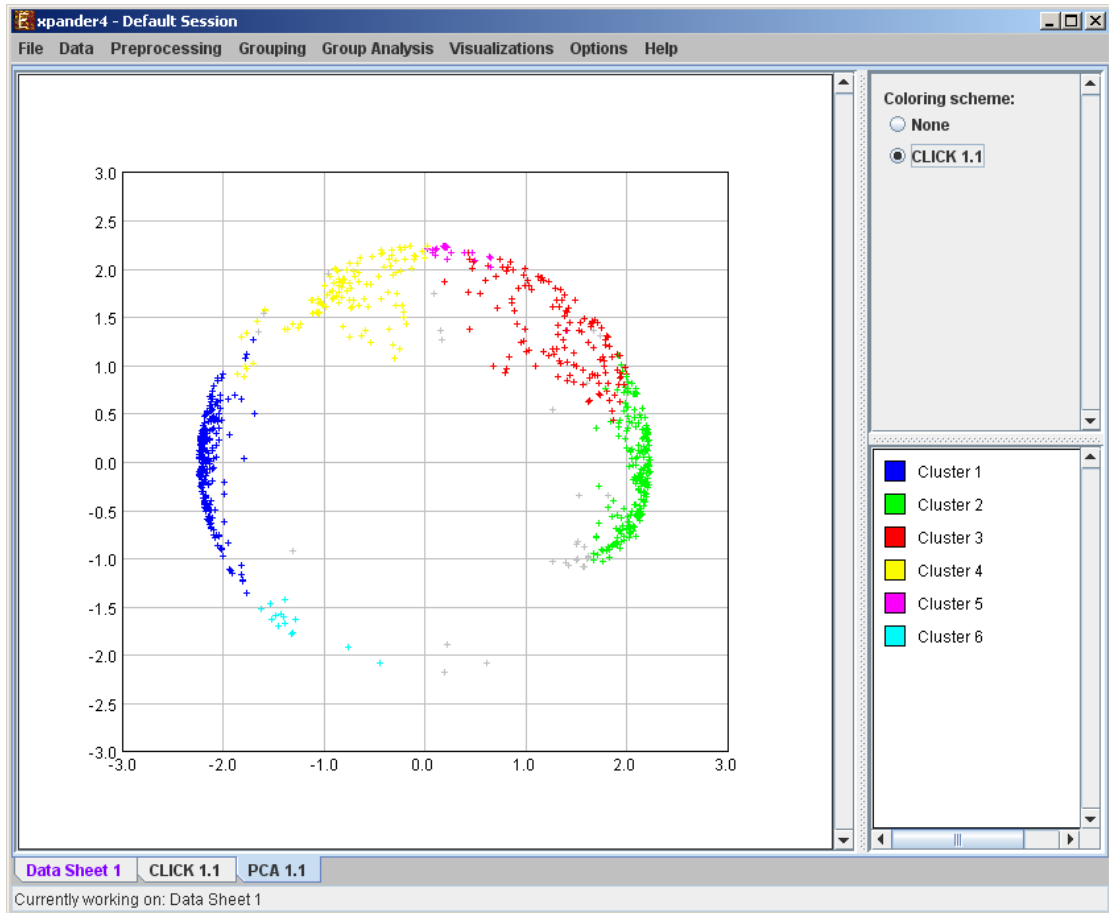 xpander4 - Default Session
File Data Preprocessing Grouping Group Analysis Visualizations Options Help
Coloring scheme:
None
CLICK 1.1
3.0
2.5
2.0
1.5
1.0
0.5
0.0
-0.5
-1.0
-1.5
-2.0
-2.5
-3.0
-3.0 -2.0 -1.0 0.0 1.0 2.0 3.0
Cluster 1
Cluster 2
Cluster 3
Cluster 4
Cluster 5
Cluster 6
Data Sheet 1 CLICK 1.1 PCA 1.1
Currently working on: Data Sheet 1